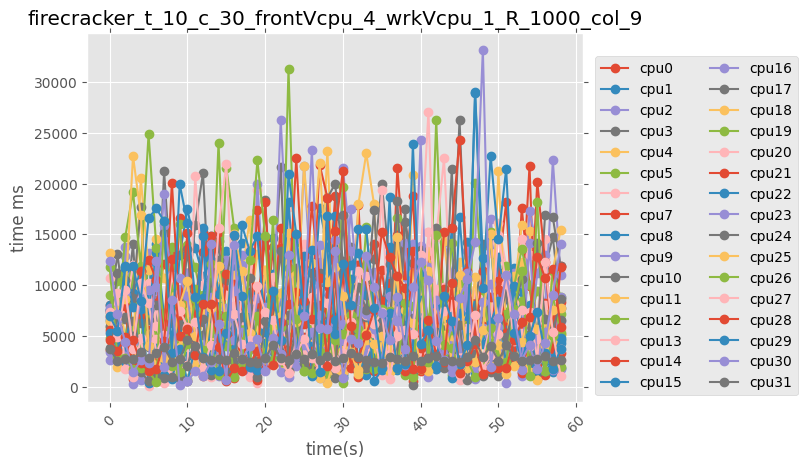 firecracker_t_10_c_30_frontVcpu_4_wrkVcpu_1_R_1000_col_9
30000
25000
20000
15000
10000
5000
0
time ms
0
10
20
30
40
50
60
time(s)
cpu0
cpu1
cpu2
cpu3
cpu4
cpu5
cpu6
cpu7
cpu8
cpu9
cpu10
cpu11
cpu12
cpu13
cpu14
cpu15
cpu16
cpu17
cpu18
cpu19
cpu20
cpu21
cpu22
cpu23
cpu24
cpu25
cpu26
cpu27
cpu28
cpu29
cpu30
cpu31